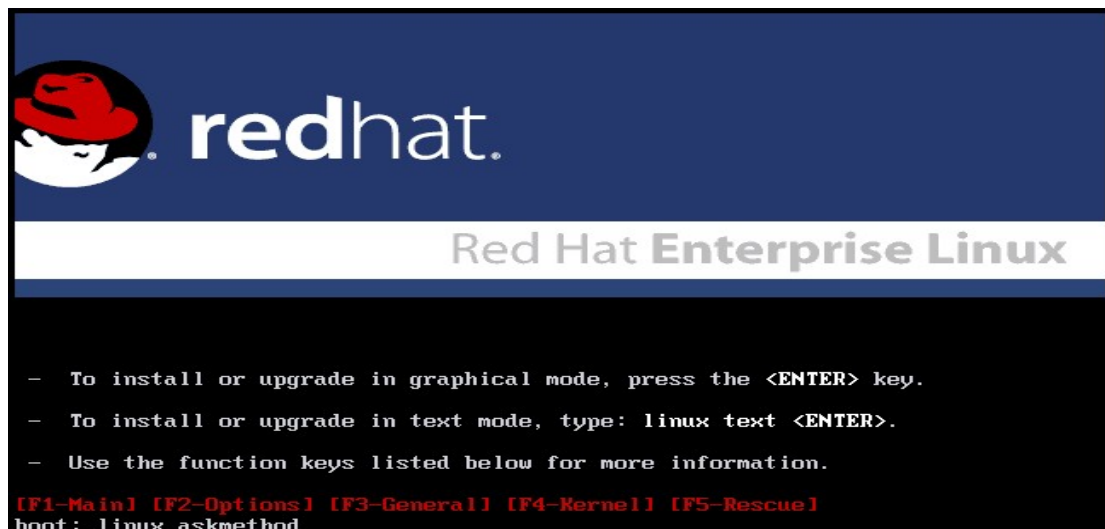 redhat.
Red Hat Enterprise Linux
- To install or upgrade in graphical mode, press the <ENTER> key.
- To install or upgrade in text mode, type: linux text <ENTER>.
- Use the function keys listed below for more information.
[F1-Main] [F2-Options] [F3-General] [F4-Kernel] [F5-Rescue]
boot: linux askmethod